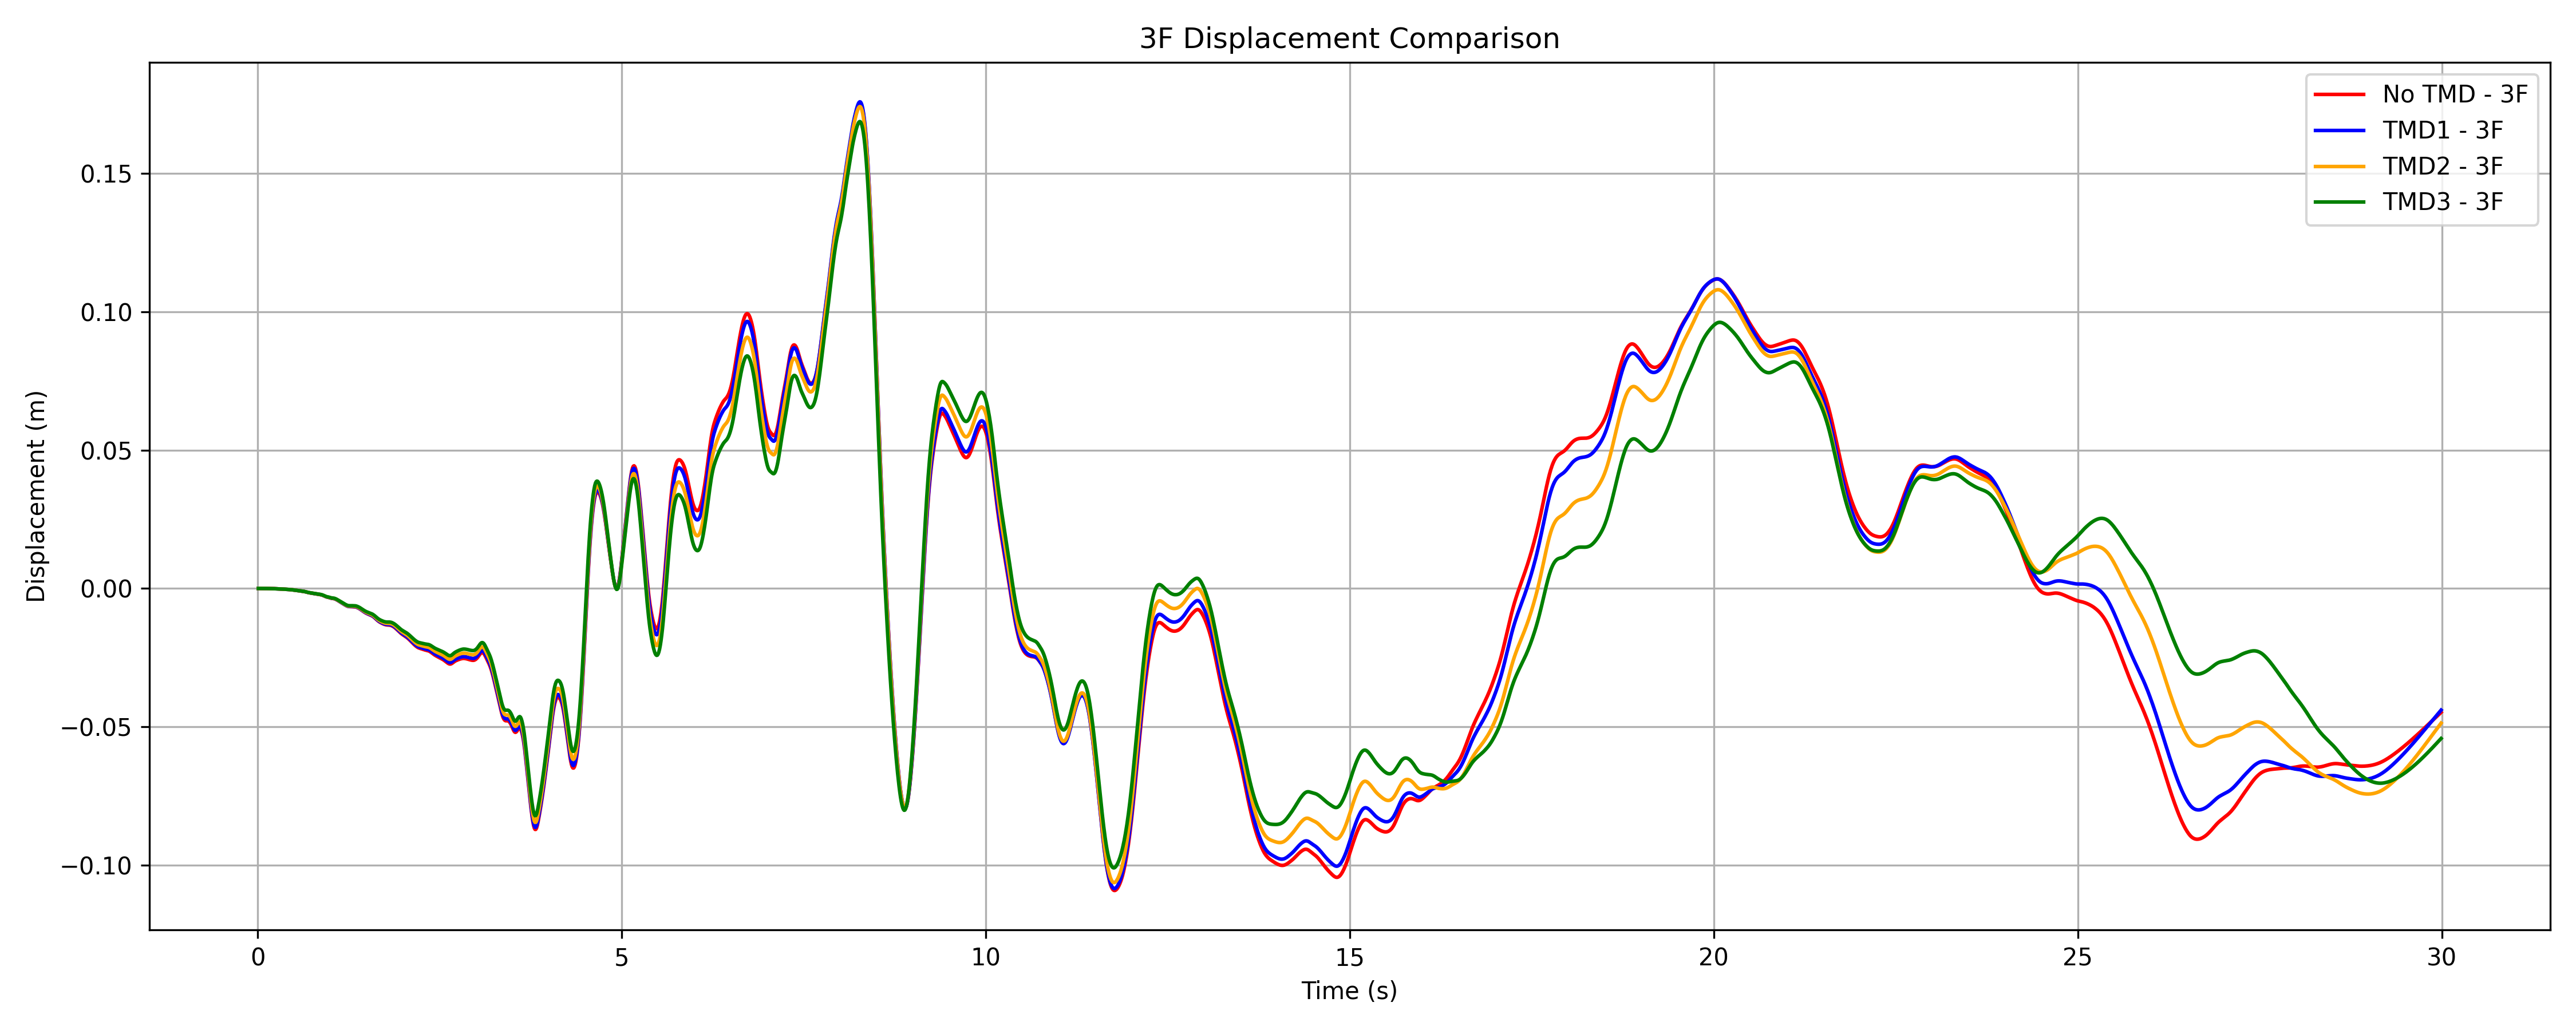 3F Displacement Comparison
No TMD - 3F
TMD1 - 3F
TMD2 - 3F
TMD3 - 3F
Displacement (m)
0.15
0.10
0.05
0.00
−0.05
−0.10
0 5 10 15 20 25 30
Time (s)